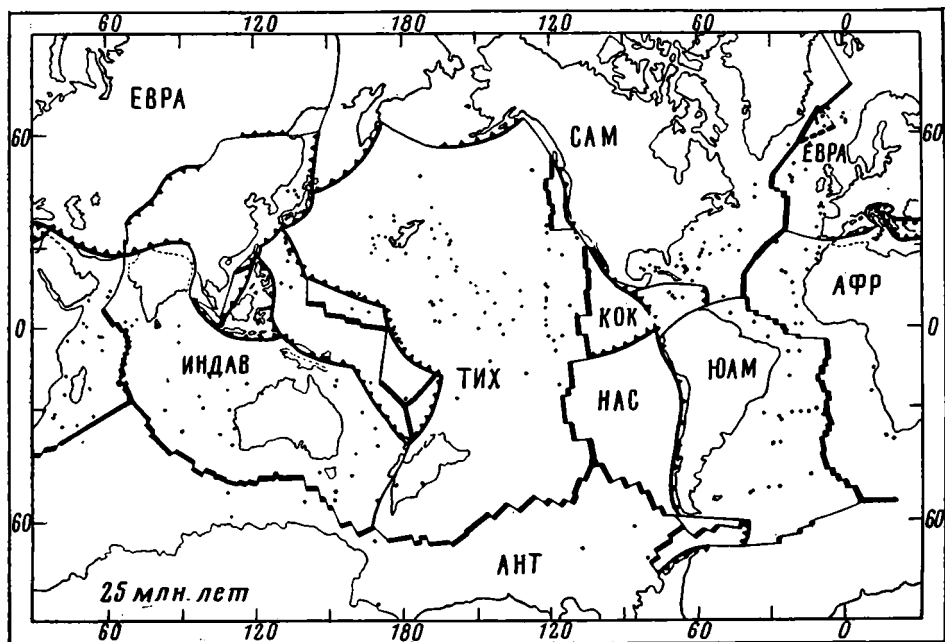 60 120 180 120 60 0
ЕВРА
САМ
60 ЕВРА 60
АФР
КОК
0 0
ИНДАВ ТИХ НАС ЮАМ
60 60
АНТ
25 млн. лет
60 120 180 120 60 0